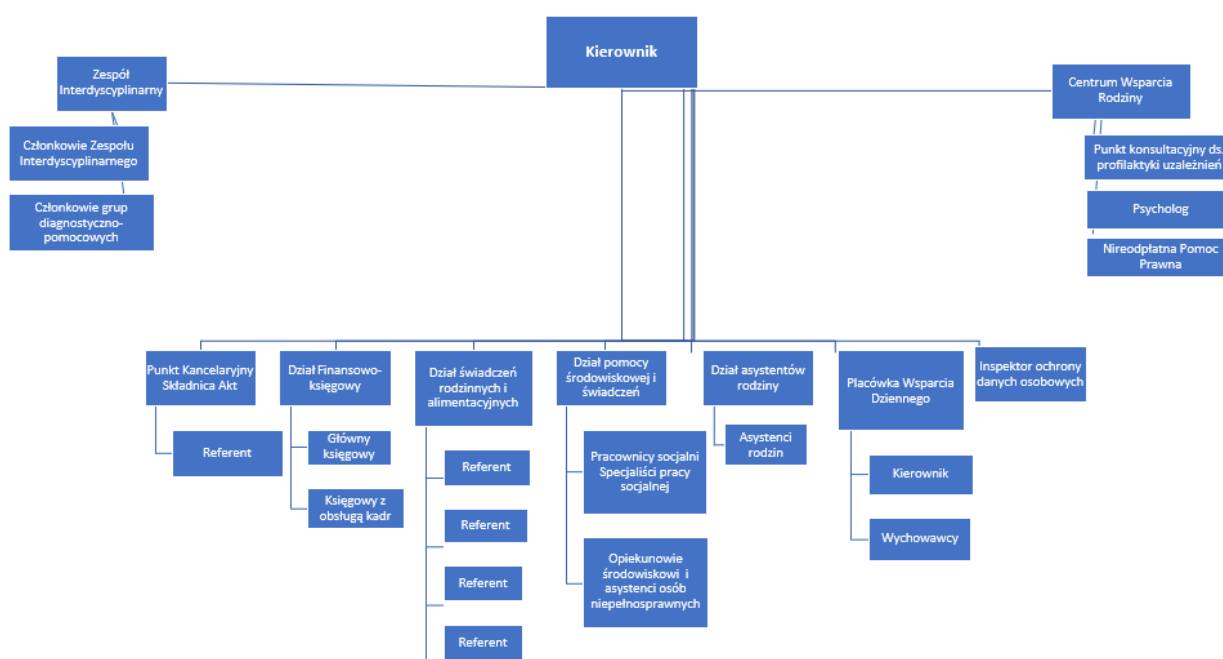 Kierownik
Zespół
Interdyscyplinarny
Członkowie Zespołu
Interdyscyplinarnego
Członkowie grup
diagnostyczno-
pomocowych
Centrum Wsparcia
Rodziny
Punkt konsultacyjny ds.
profilaktyki uzależnień
Psycholog
Nireodpłatna Pomoc
Prawna
Punkt Kancelaryjny
Składnica Akt
Referent
Dział Finansowo-
księgowy
Główny
księgowy
Księgowy z
obsługą kadr
Dział świadczeń
rodzinnych i
alimentacyjnych
Referent
Referent
Referent
Referent
Dział pomocy
środowiskowej i
świadczeń
Pracownicy socjalni
Specjaliści pracy
socjalnej
Opiekunowie
środowiskowi i
asystenci osób
niepełnosprawnych
Dział asystentów
rodziny
Asystenci
rodzin
Placówka Wsparcia
Dziennego
Kierownik
Wychowawcy
Inspektor ochrony
danych osobowych